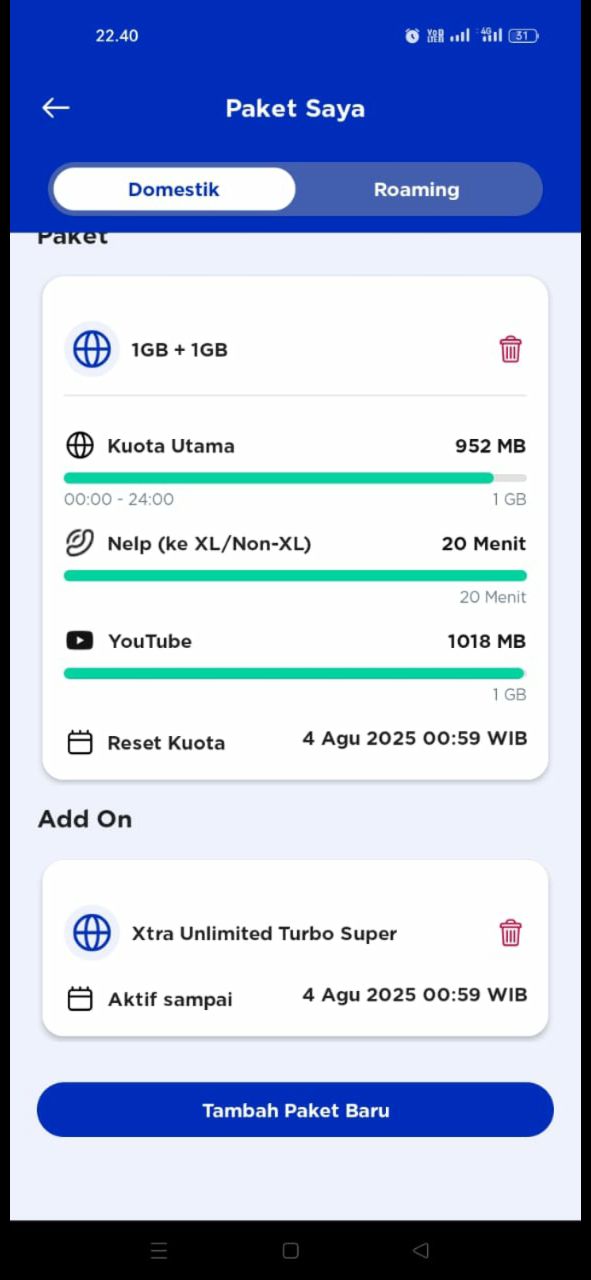 22.40
VoB LTER 4G 31
Paket Saya
Domestik Roaming
Paket
1GB + 1GB
Kuota Utama 952 MB
00:00 - 24:00 1 GB
Nelp (ke XL/Non-XL) 20 Menit
20 Menit
YouTube 1018 MB
1 GB
Reset Kuota 4 Agu 2025 00:59 WIB
Add On
Xtra Unlimited Turbo Super
Aktif sampai 4 Agu 2025 00:59 WIB
Tambah Paket Baru